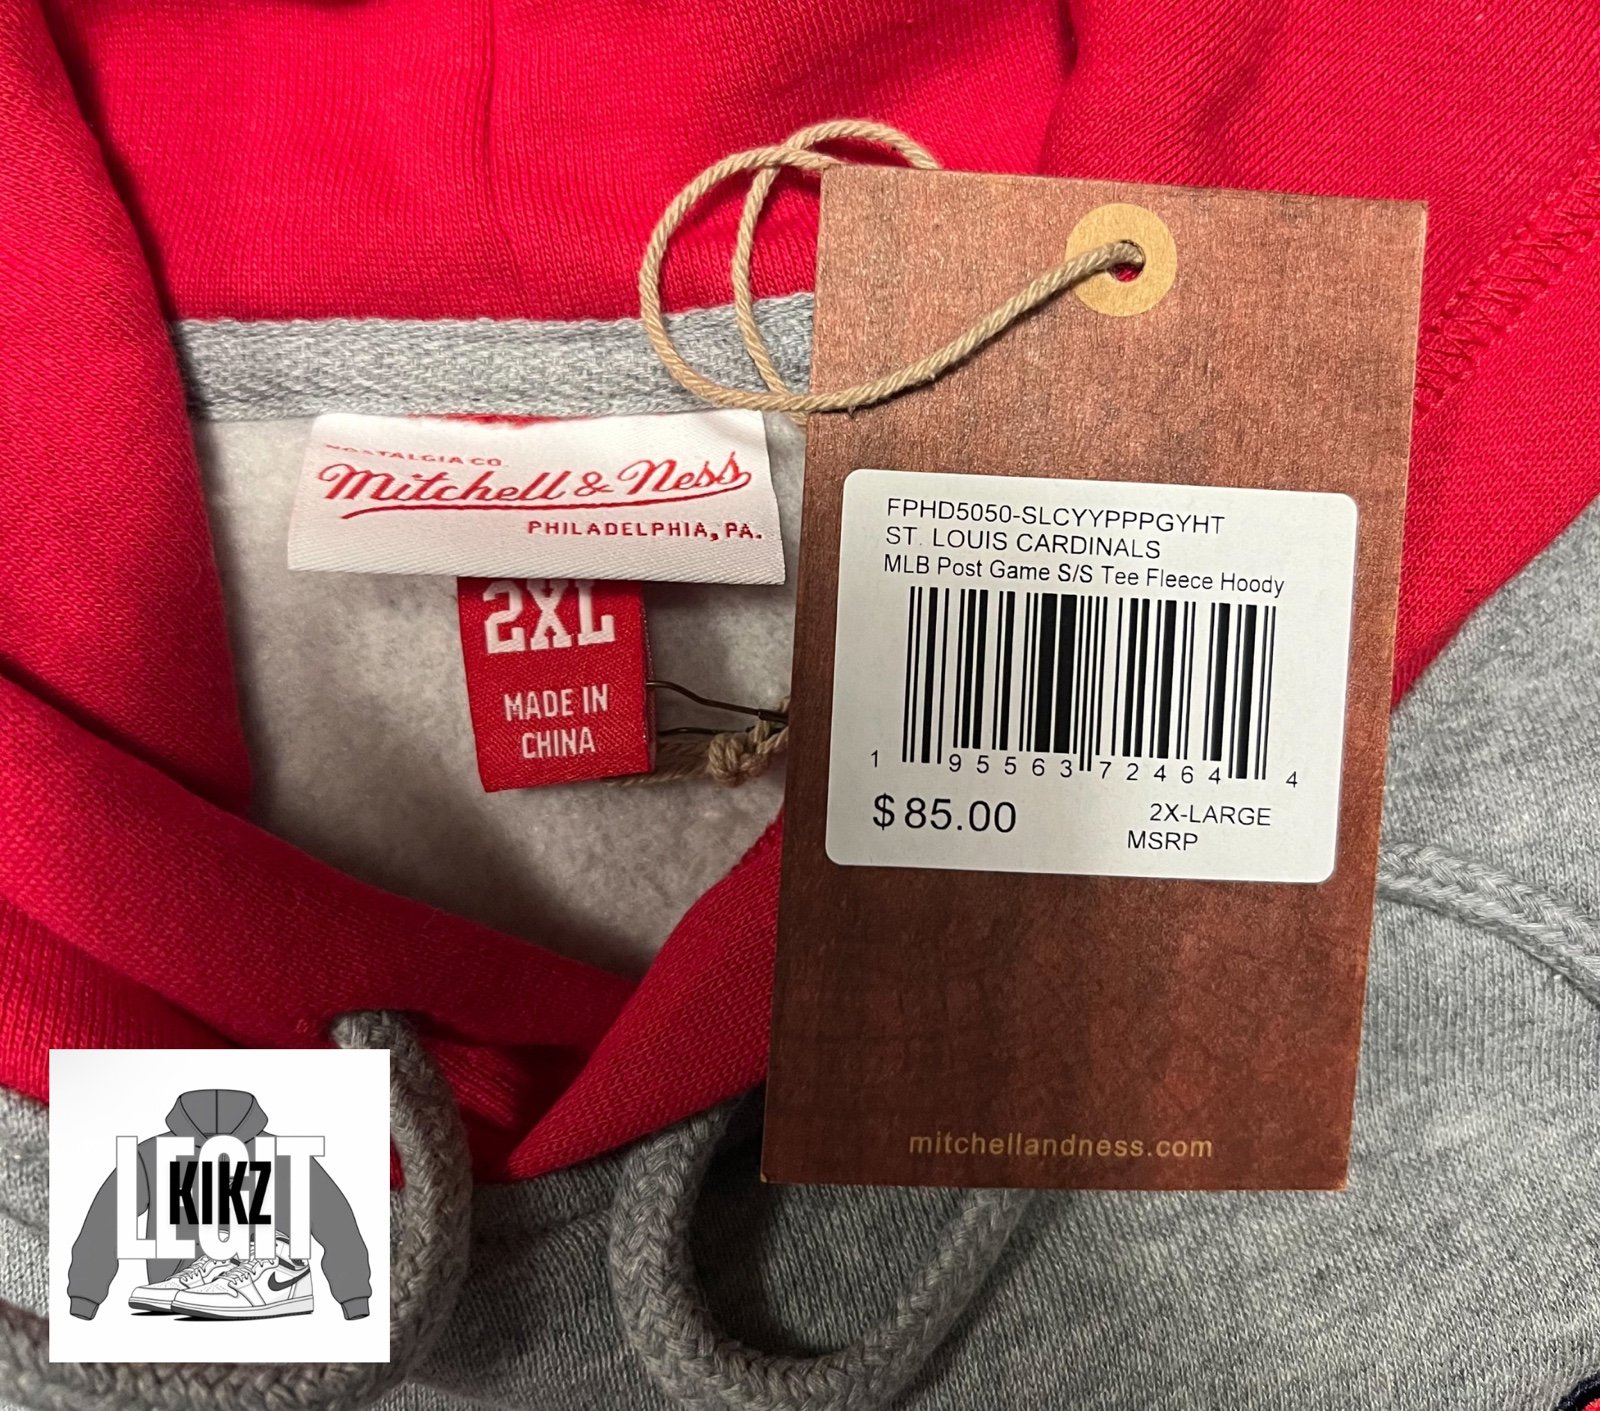 NOSTALGIA CO.
Mitchell & Ness
PHILADELPHIA, PA.
2XL
MADE IN
CHINA
FPHD5050-SLCYYPPPGYHT
ST. LOUIS CARDINALS
MLB Post Game S/S Tee Fleece Hoody
1 95563 72464 4
$85.00 2X-LARGE
MSRP
mitchellandness.com
LEGIT
KIKZ